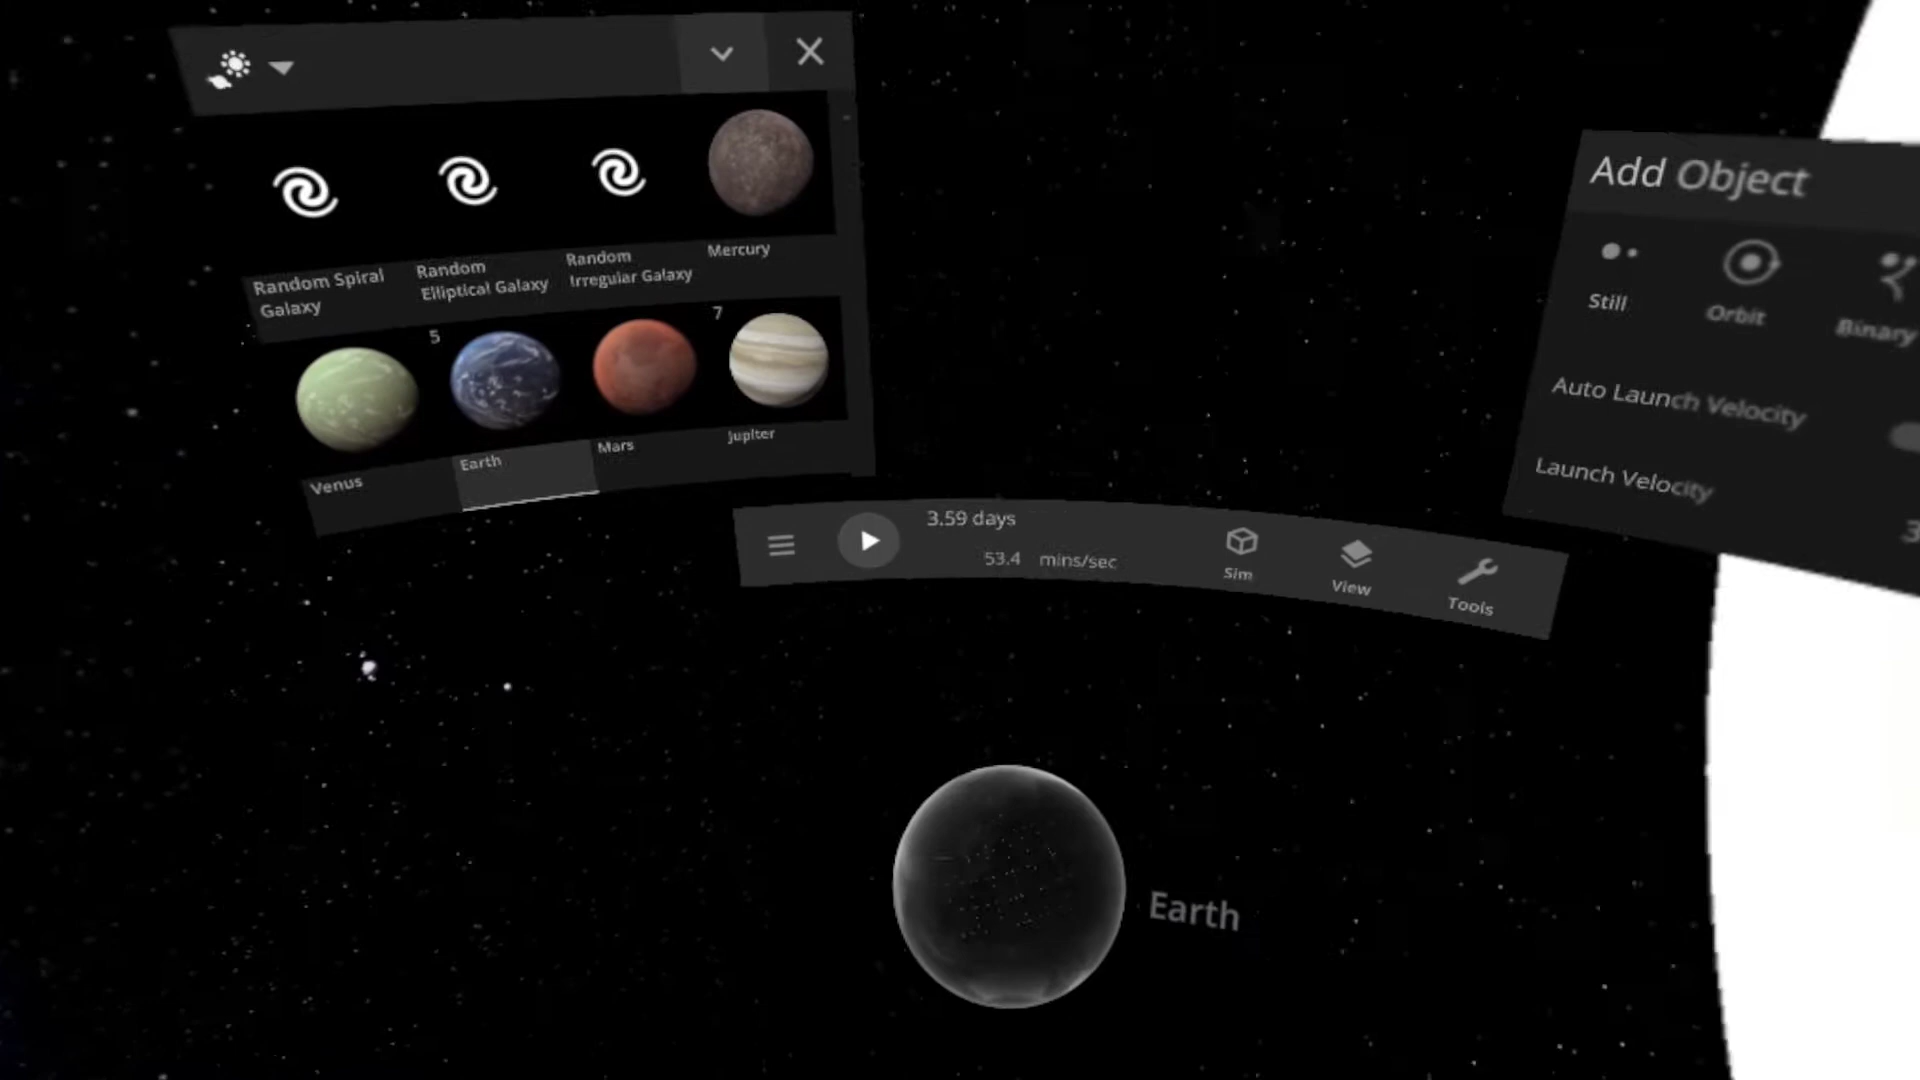 Add Object
Mercury
Random Spiral
Galaxy
Random
Elliptical Galaxy
Random
Irregular Galaxy
Still
Orbit
Binary
5
7
Auto Launch Velocity
Venus
Earth
Mars
Jupiter
Launch Velocity
3.59 days
53.4 mins/sec
Sim
View
Tools
3
Earth